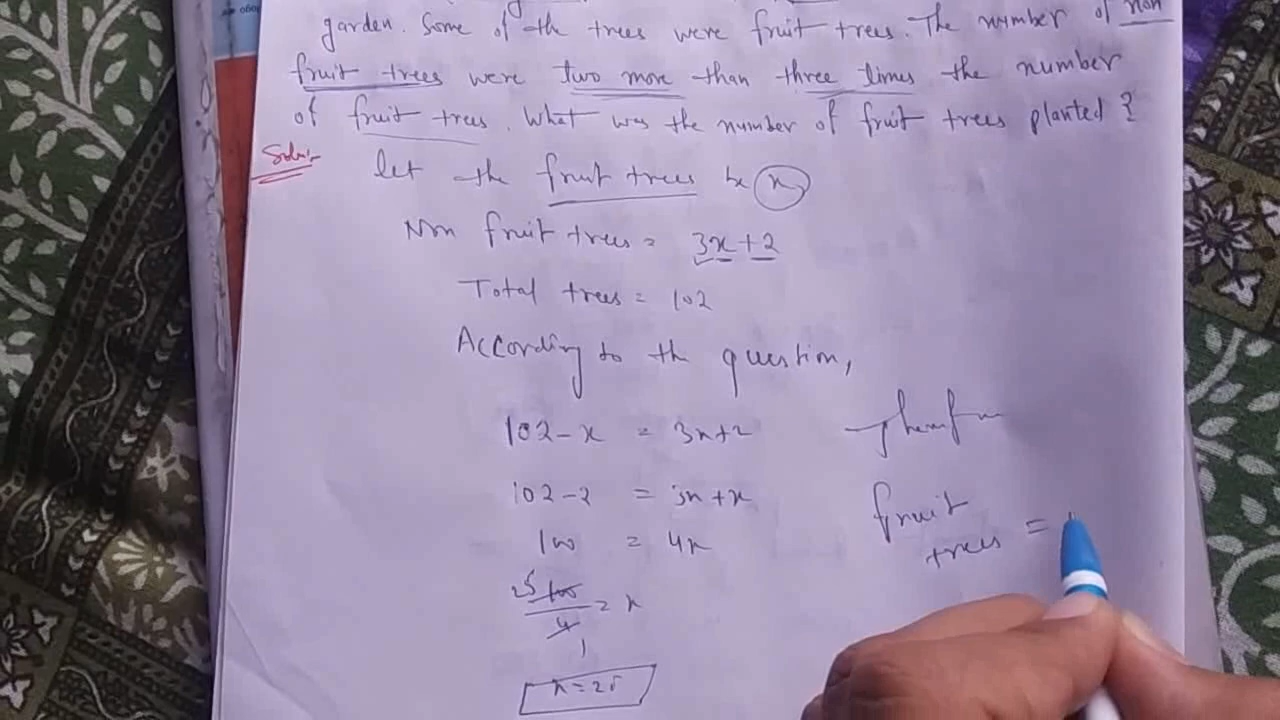 garden. Some of the trees were fruit trees. The number of non
fruit trees were two more than three times the number
of fruit trees. What was the number of fruit trees planted?
Soln:-
let the fruit trees be x
Non fruit trees = 3x+2
Total trees = 102
According to the question,
102-x = 3x+2
102-2 = 3x+x
100 = 4x
25 100
4 = x
1
x=25
Therefore
fruit
trees =